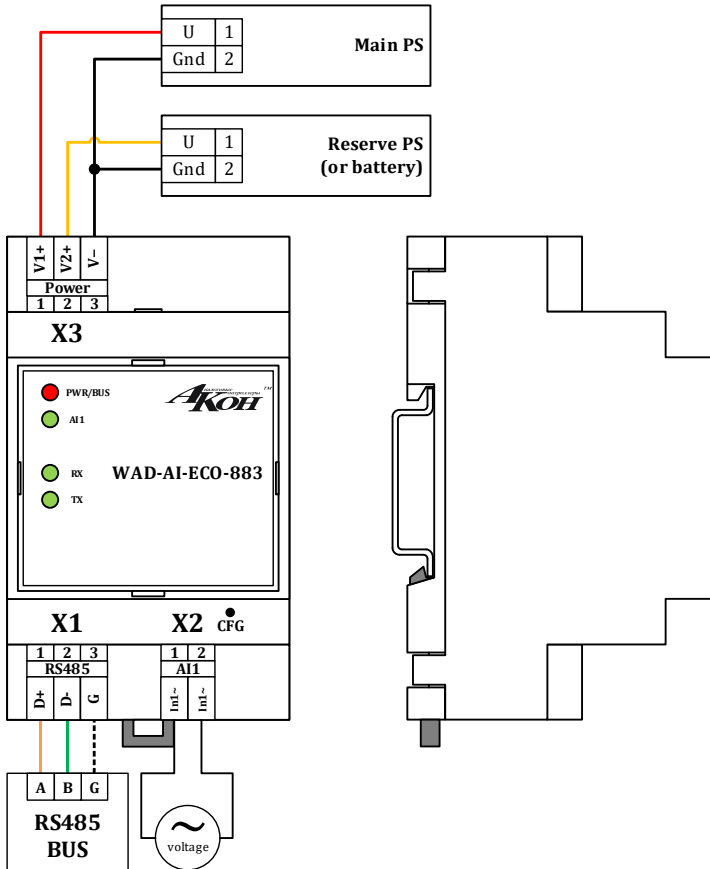 U 1
Gnd 2
Main PS
U 1
Gnd 2
Reserve PS
(or battery)
V1+ V2+ V−
Power
1 2 3
X3
PWR/BUS
AI1
RX
TX
АКОН
™
WAD-AI-ECO-883
X1
X2
CFG
1 2 3
RS485
D+ D- G
1 2
AI1
In1~ In1~
A B G
RS485
BUS
~
voltage